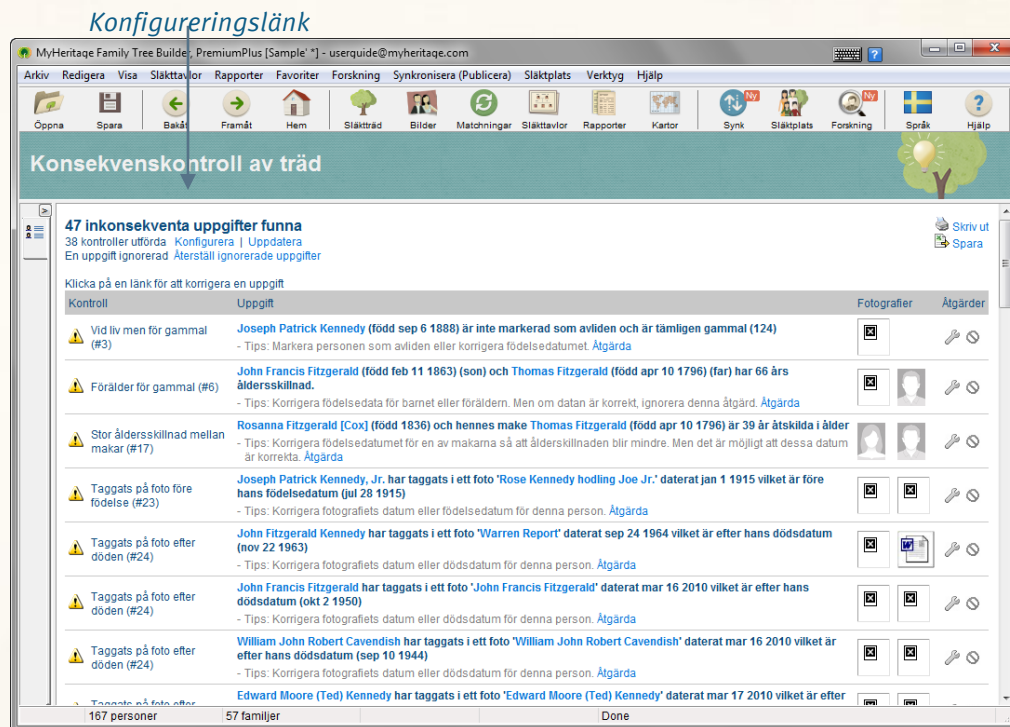 Konfigureringslänk
MyHeritage Family Tree Builder, PremiumPlus [Sample' *] - userguide@myheritage.com
Arkiv Redigera Visa Släkttavlor Rapporter Favoriter Forskning Synkronisera (Publicera) Släktplats Verktyg Hjälp
Ny Ny
Öppna Spara Bakåt Framåt Hem Släktträd Bilder Matchningar Släkttavlor Rapporter Kartor Synk Släktplats Forskning Språk Hjälp
Konsekvenskontroll av träd
47 inkonsekventa uppgifter funna
38 kontroller utförda Konfigurera | Uppdatera
En uppgift ignorerad Återställ ignorerade uppgifter
Skriv ut
Spara
Klicka på en länk för att korrigera en uppgift
Kontroll Uppgift Fotografier Åtgärder
Vid liv men för gammal
(#3)
Joseph Patrick Kennedy (född sep 6 1888) är inte markerad som avliden och är tämligen gammal (124)
- Tips: Markera personen som avliden eller korrigera födelsedatumet. Åtgärda
Förälder för gammal (#6)
John Francis Fitzgerald (född feb 11 1863) (son) och Thomas Fitzgerald (född apr 10 1796) (far) har 66 års
åldersskillnad.
- Tips: Korrigera födelsedata för barnet eller föräldern. Men om datan är korrekt, ignorera denna åtgärd. Åtgärda
Stor åldersskillnad mellan
makar (#17)
Rosanna Fitzgerald [Cox] (född 1836) och hennes make Thomas Fitzgerald (född apr 10 1796) är 39 år åtskilda i ålder
- Tips: Korrigera födelsedatumet för en av makarna så att ålderskillnaden blir mindre. Men det är möjligt att dessa datum
är korrekta. Åtgärda
Taggats på foto före
födelse (#23)
Joseph Patrick Kennedy, Jr. har taggats i ett foto 'Rose Kennedy hodling Joe Jr.' daterat jan 1 1915 vilket är före
hans födelsedatum (jul 28 1915)
- Tips: Korrigera fotografiets datum eller födelsedatum för denna person. Åtgärda
Taggats på foto efter
döden (#24)
John Fitzgerald Kennedy har taggats i ett foto 'Warren Report' daterat sep 24 1964 vilket är efter hans dödsdatum
(nov 22 1963)
- Tips: Korrigera fotografiets datum eller dödsdatum för denna person. Åtgärda
Taggats på foto efter
döden (#24)
John Francis Fitzgerald har taggats i ett foto 'John Francis Fitzgerald' daterat mar 16 2010 vilket är efter hans
dödsdatum (okt 2 1950)
- Tips: Korrigera fotografiets datum eller dödsdatum för denna person. Åtgärda
Taggats på foto efter
döden (#24)
William John Robert Cavendish har taggats i ett foto 'William John Robert Cavendish' daterat mar 16 2010 vilket är
efter hans dödsdatum (sep 10 1944)
- Tips: Korrigera fotografiets datum eller dödsdatum för denna person. Åtgärda
Taggats på foto efter
Edward Moore (Ted) Kennedy har taggats i ett foto 'Edward Moore (Ted) Kennedy' daterat mar 17 2010 vilket är efter
167 personer 57 familjer Done